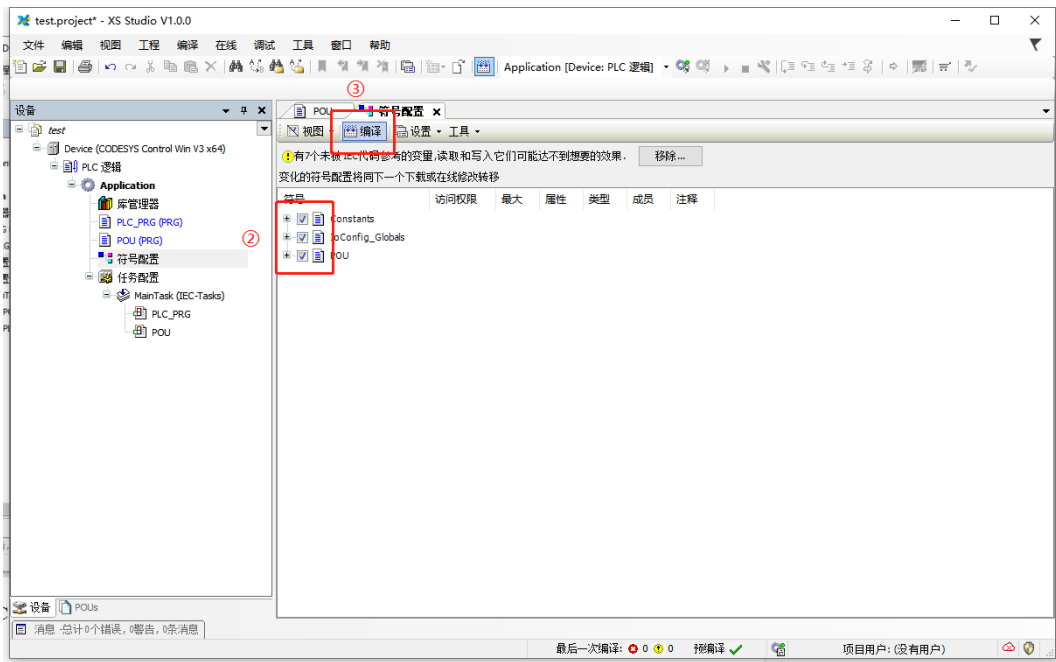 test.project* - XS Studio V1.0.0
文件 编辑 视图 工程 编译 在线 调试 工具 窗口 帮助
Application [Device: PLC 逻辑]
③
设备
POU 符号配置
test
视图 编译 设置 工具
Device (CODESYS Control Win V3 x64)
有7个未被IEC代码参考的变量,读取和写入它们可能达不到想要的效果. 移除...
PLC 逻辑
变化的符号配置将同下一个下载或在线修改转移
Application
符号 访问权限 最大 属性 类型 成员 注释
库管理器
Constants
PLC_PRG (PRG)
②
IoConfig_Globals
POU (PRG)
POU
符号配置
任务配置
MainTask (IEC-Tasks)
PLC_PRG
POU
设备 POUs
消息 -总计0个错误, 0警告, 0条消息
最后一次编译: 0 0 预编译 项目用户: (没有用户)